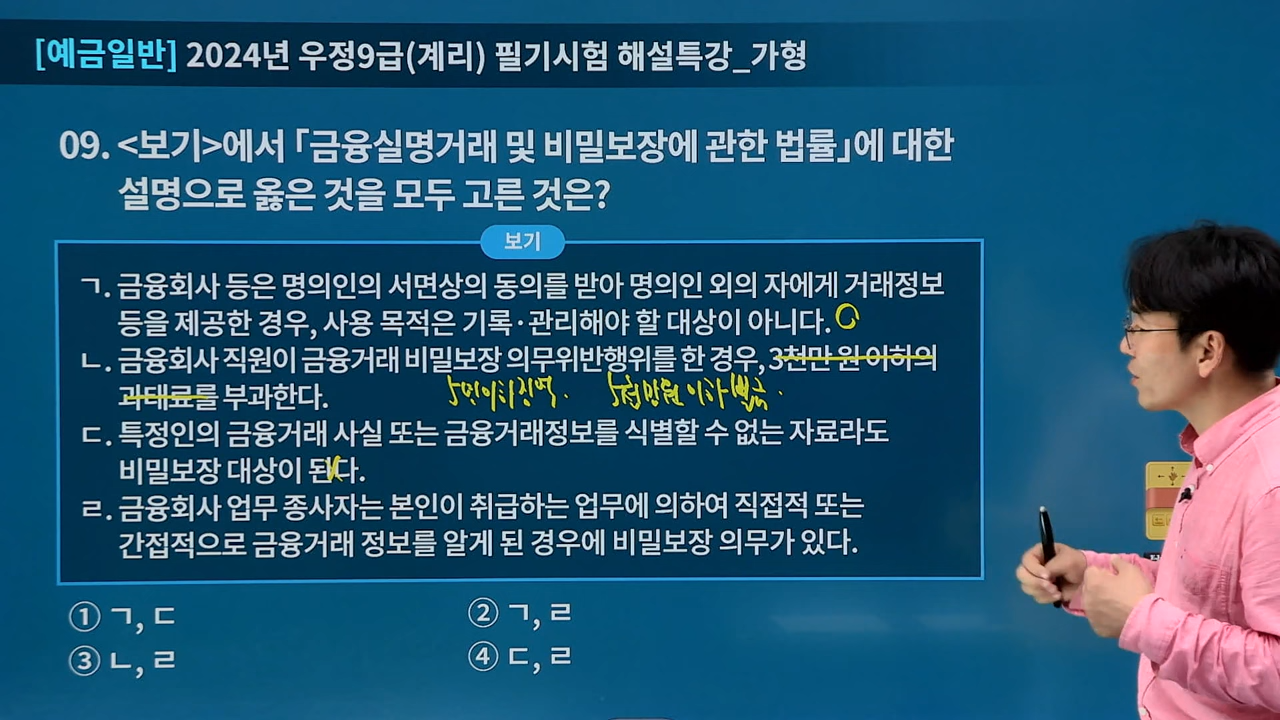 [예금일반] 2024년 우정9급(계리) 필기시험 해설특강_가형
09. <보기>에서 「금융실명거래 및 비밀보장에 관한 법률」에 대한
설명으로 옳은 것을 모두 고른 것은?
보기
ㄱ. 금융회사 등은 명의인의 서면상의 동의를 받아 명의인 외의 자에게 거래정보
등을 제공한 경우, 사용 목적은 기록·관리해야 할 대상이 아니다.
ㄴ. 금융회사 직원이 금융거래 비밀보장 의무위반행위를 한 경우, 3천만 원 이하의
과태료를 부과한다.
5년이하 징역. 5천만원 이하 벌금.
ㄷ. 특정인의 금융거래 사실 또는 금융거래정보를 식별할 수 없는 자료라도
비밀보장 대상이 된다.
ㄹ. 금융회사 업무 종사자는 본인이 취급하는 업무에 의하여 직접적 또는
간접적으로 금융거래 정보를 알게 된 경우에 비밀보장 의무가 있다.
① ㄱ, ㄷ ② ㄱ, ㄹ
③ ㄴ, ㄹ ④ ㄷ, ㄹ